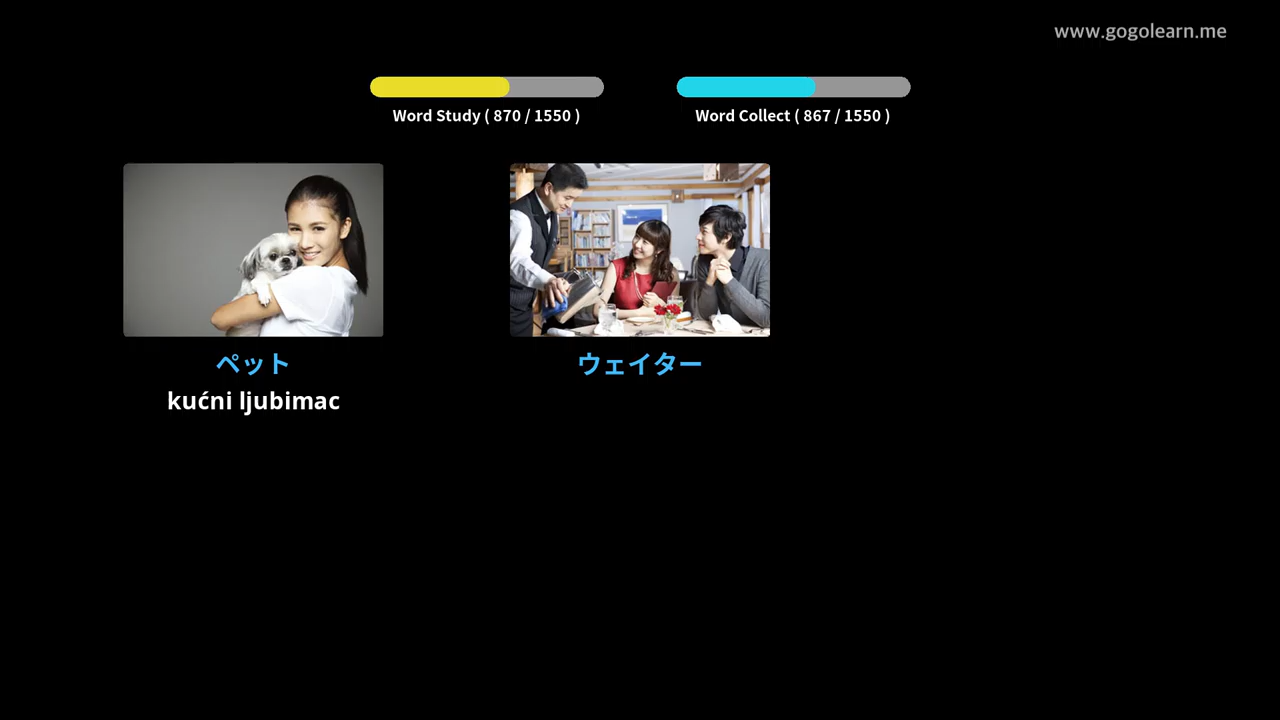 www.gogolearn.me
Word Study ( 870 / 1550 )
Word Collect ( 867 / 1550 )
ペット
ウェイター
kućni ljubimac